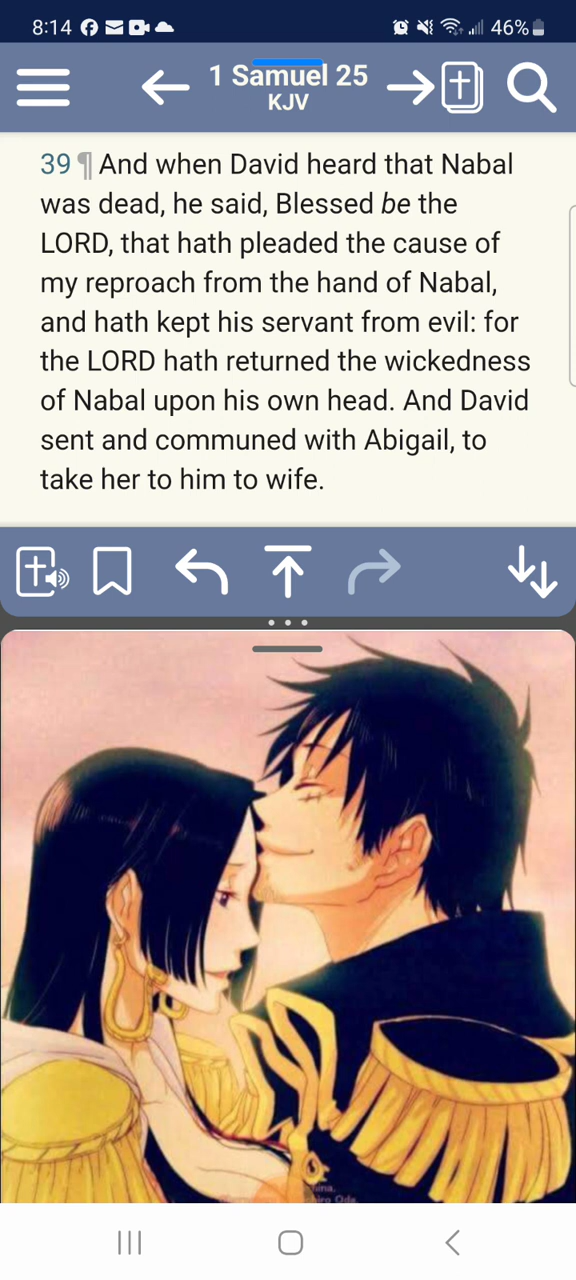 8:14
46%
1 Samuel 25
KJV
39 ¶ And when David heard that Nabal
was dead, he said, Blessed be the
LORD, that hath pleaded the cause of
my reproach from the hand of Nabal,
and hath kept his servant from evil: for
the LORD hath returned the wickedness
of Nabal upon his own head. And David
sent and communed with Abigail, to
take her to him to wife.
Oda